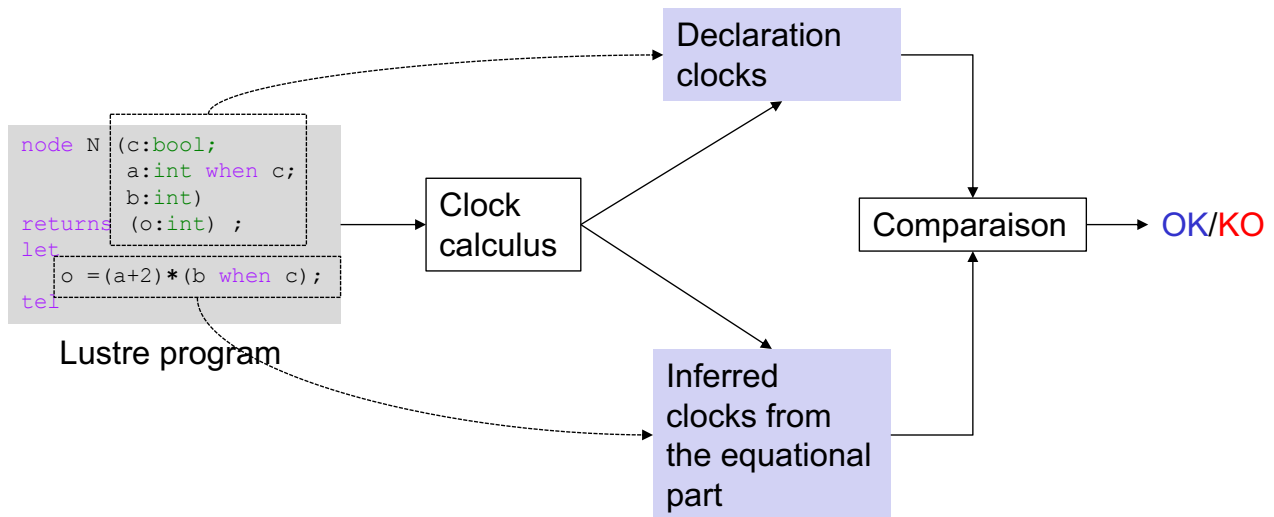 Declaration
clocks
node N (c:bool;
a:int when c;
b:int)
returns (o:int) ;
let
o =(a+2)*(b when c);
tel
Lustre program
Clock
calculus
Comparaison
OK/KO
Inferred
clocks from
the equational
part